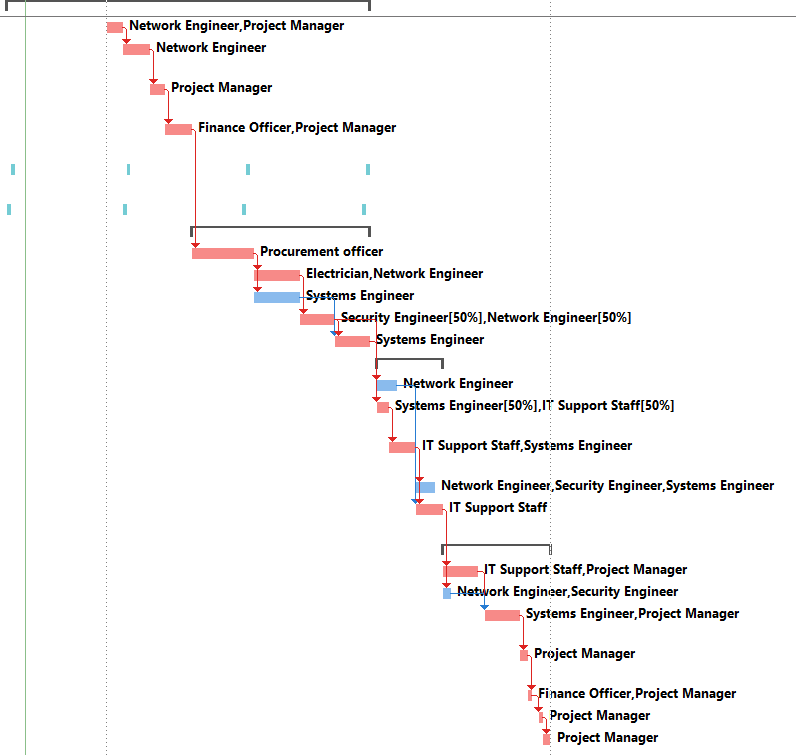 Network Engineer,Project Manager
Network Engineer
Project Manager
Finance Officer,Project Manager
Procurement officer
Electrician,Network Engineer
Systems Engineer
Security Engineer[50%],Network Engineer[50%]
Systems Engineer
Network Engineer
Systems Engineer[50%],IT Support Staff[50%]
IT Support Staff,Systems Engineer
Network Engineer,Security Engineer,Systems Engineer
IT Support Staff
IT Support Staff,Project Manager
Network Engineer,Security Engineer
Systems Engineer,Project Manager
Project Manager
Finance Officer,Project Manager
Project Manager
Project Manager